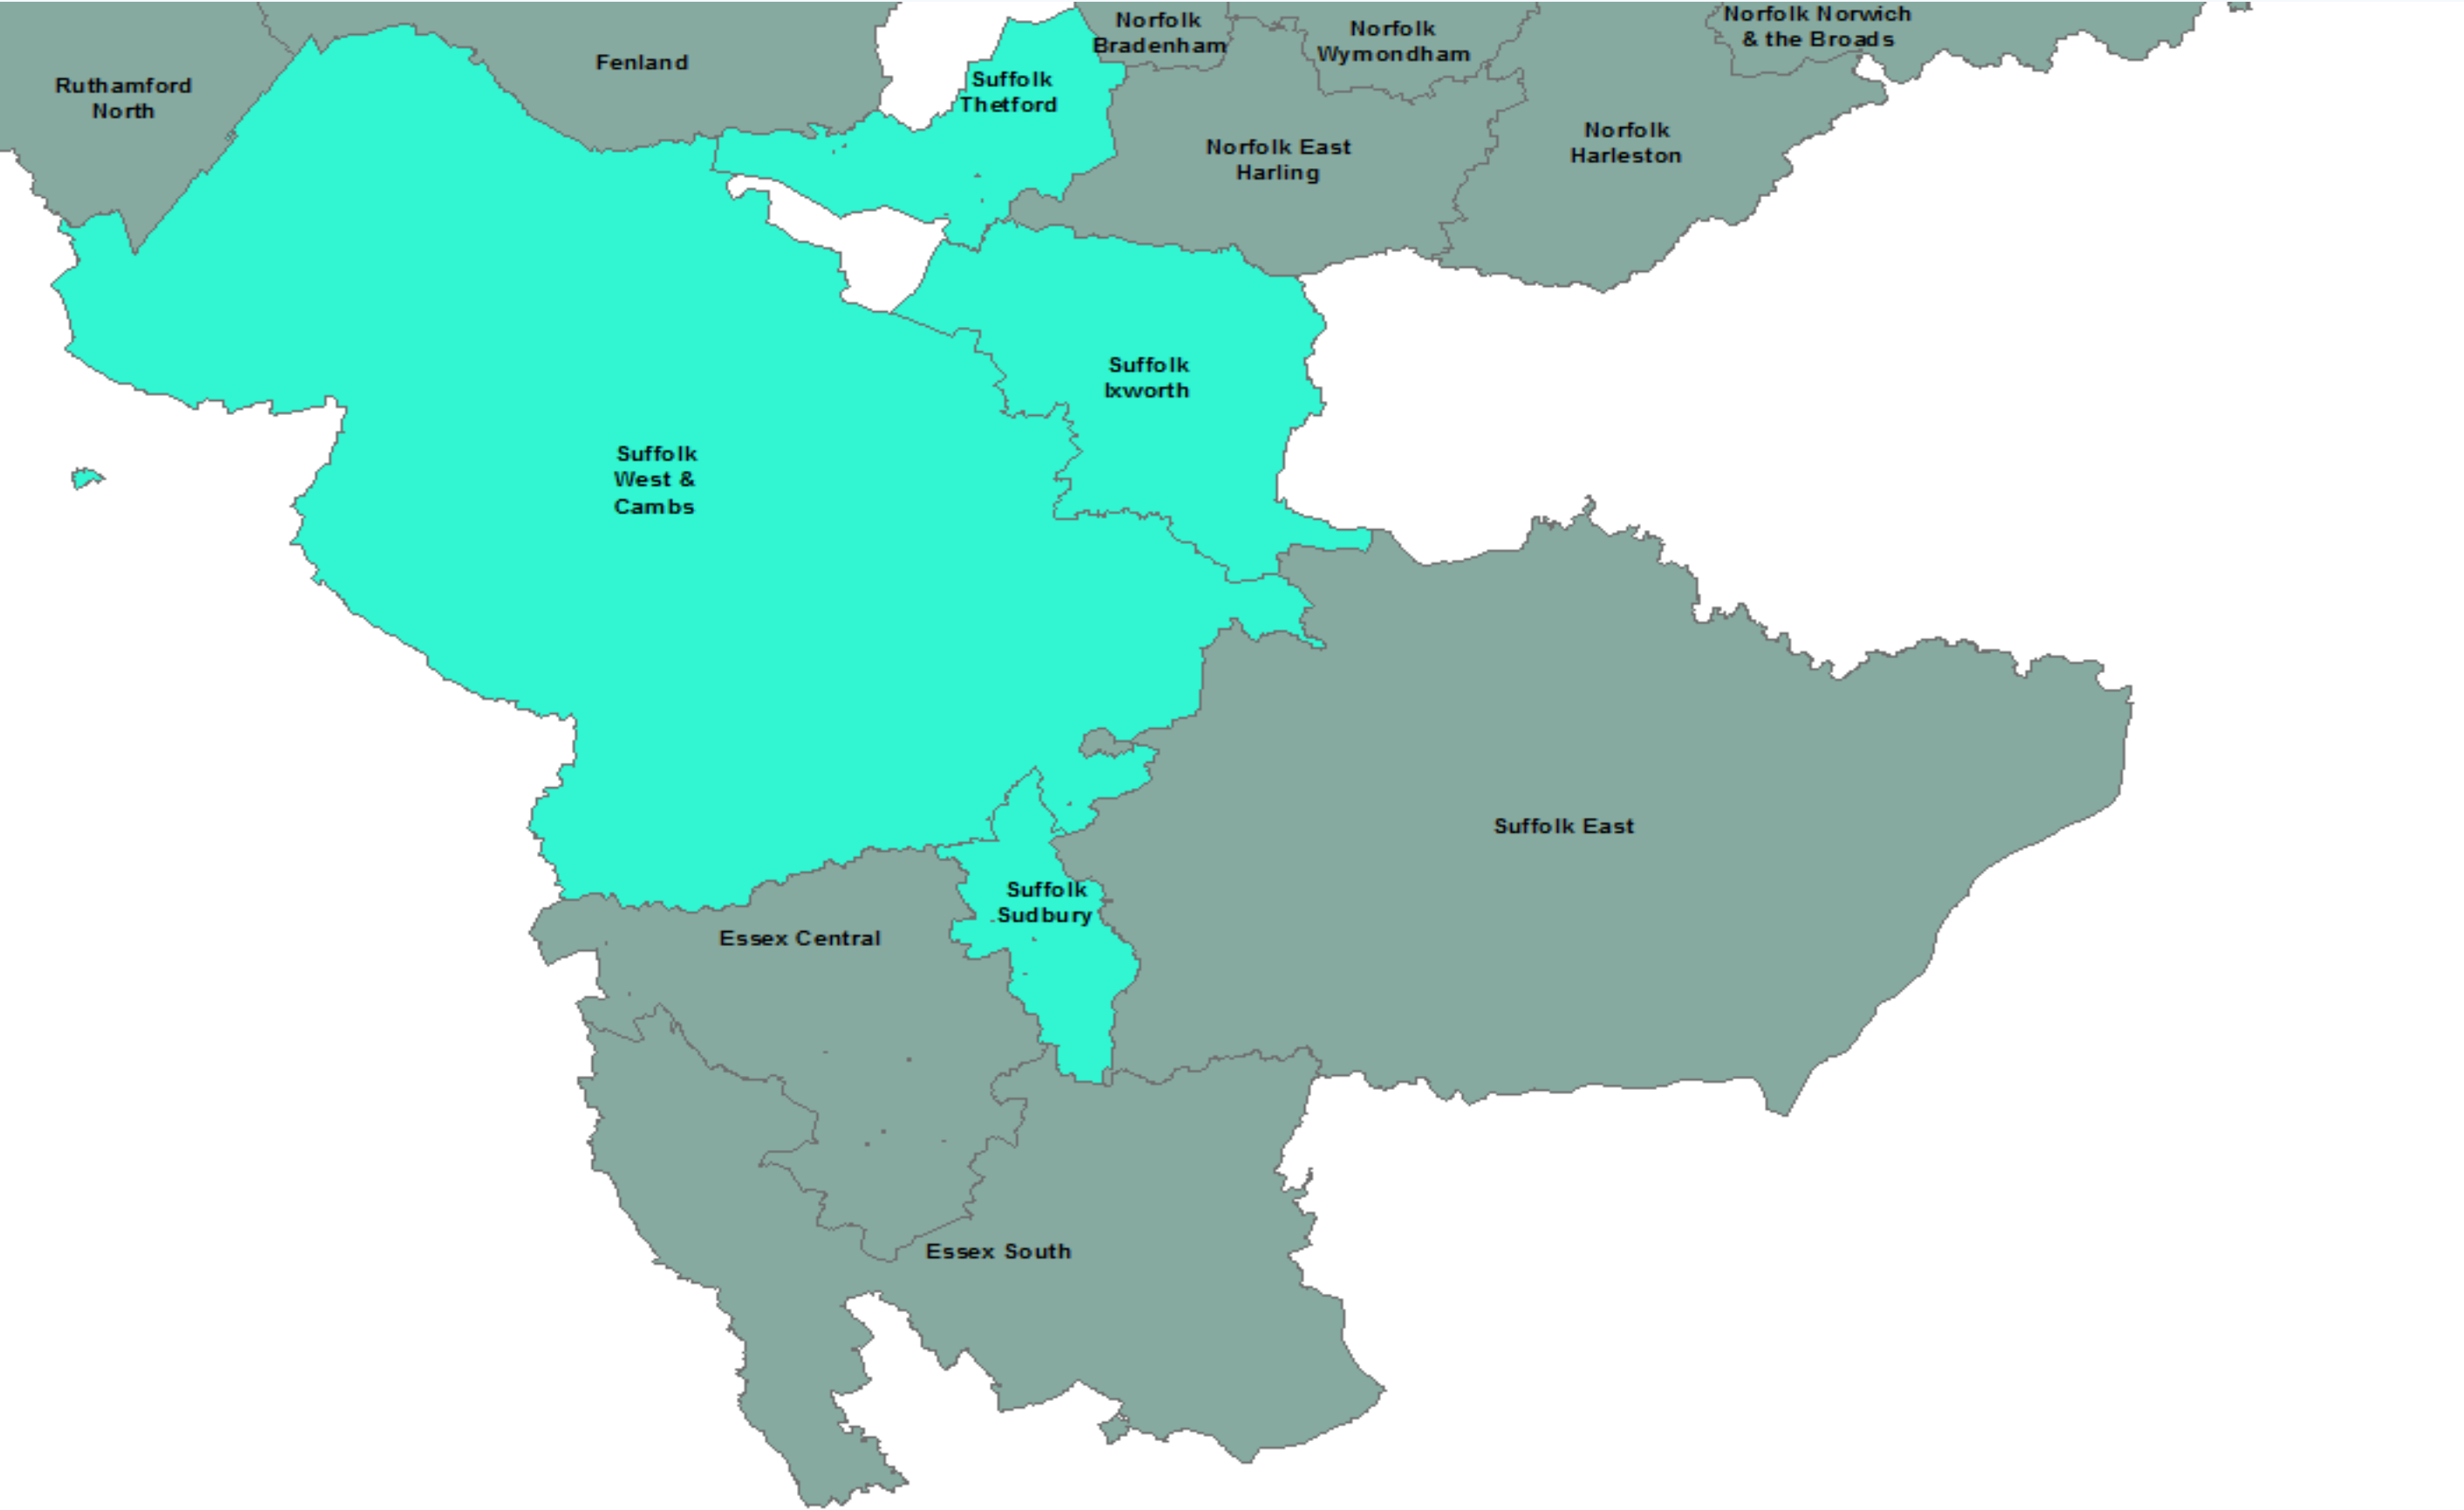 Norfolk
Bradenham
Norfolk
Wymondham
Norfolk Norwich
& the Broads
Fenland
Ruthamford
North
Suffolk
Thetford
Norfolk East
Harling
Norfolk
Harleston
Suffolk
Ixworth
Suffolk
West &
Cambs
Suffolk East
Suffolk
Sudbury
Essex Central
Essex South